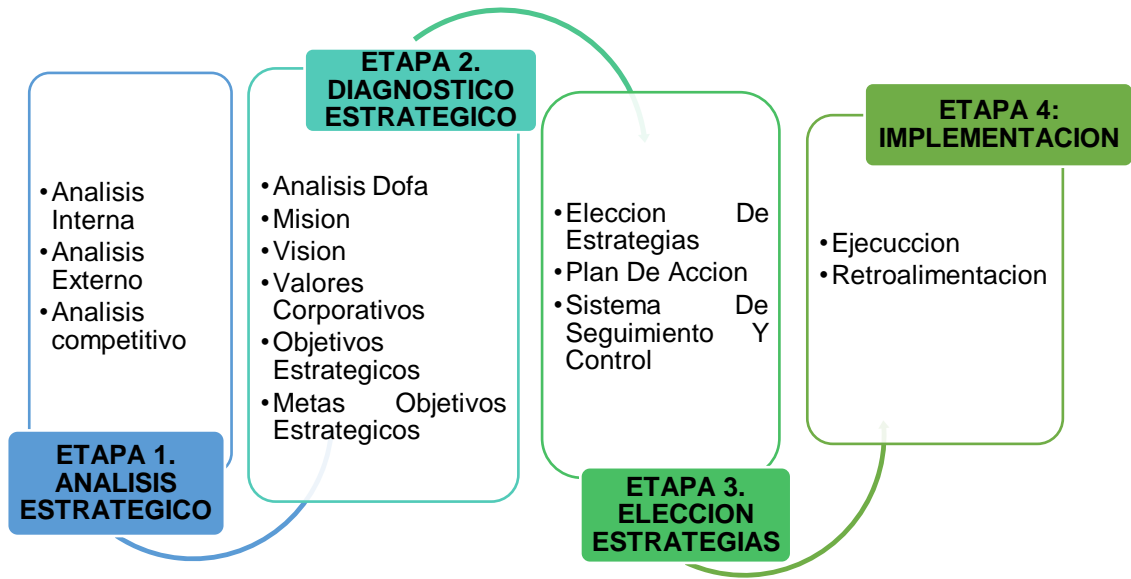 • Analisis
Interna
• Analisis
Externo
• Analisis
competitivo
ETAPA 1.
ANALISIS
ESTRATEGICO
ETAPA 2.
DIAGNOSTICO
ESTRATEGICO
• Analisis Dofa
• Mision
• Vision
• Valores
Corporativos
• Objetivos
Estrategicos
• Metas Objetivos
Estrategicos
• Eleccion De
Estrategias
• Plan De Accion
• Sistema De
Seguimiento Y
Control
ETAPA 3.
ELECCION
ESTRATEGIAS
ETAPA 4:
IMPLEMENTACION
• Ejecuccion
• Retroalimentacion